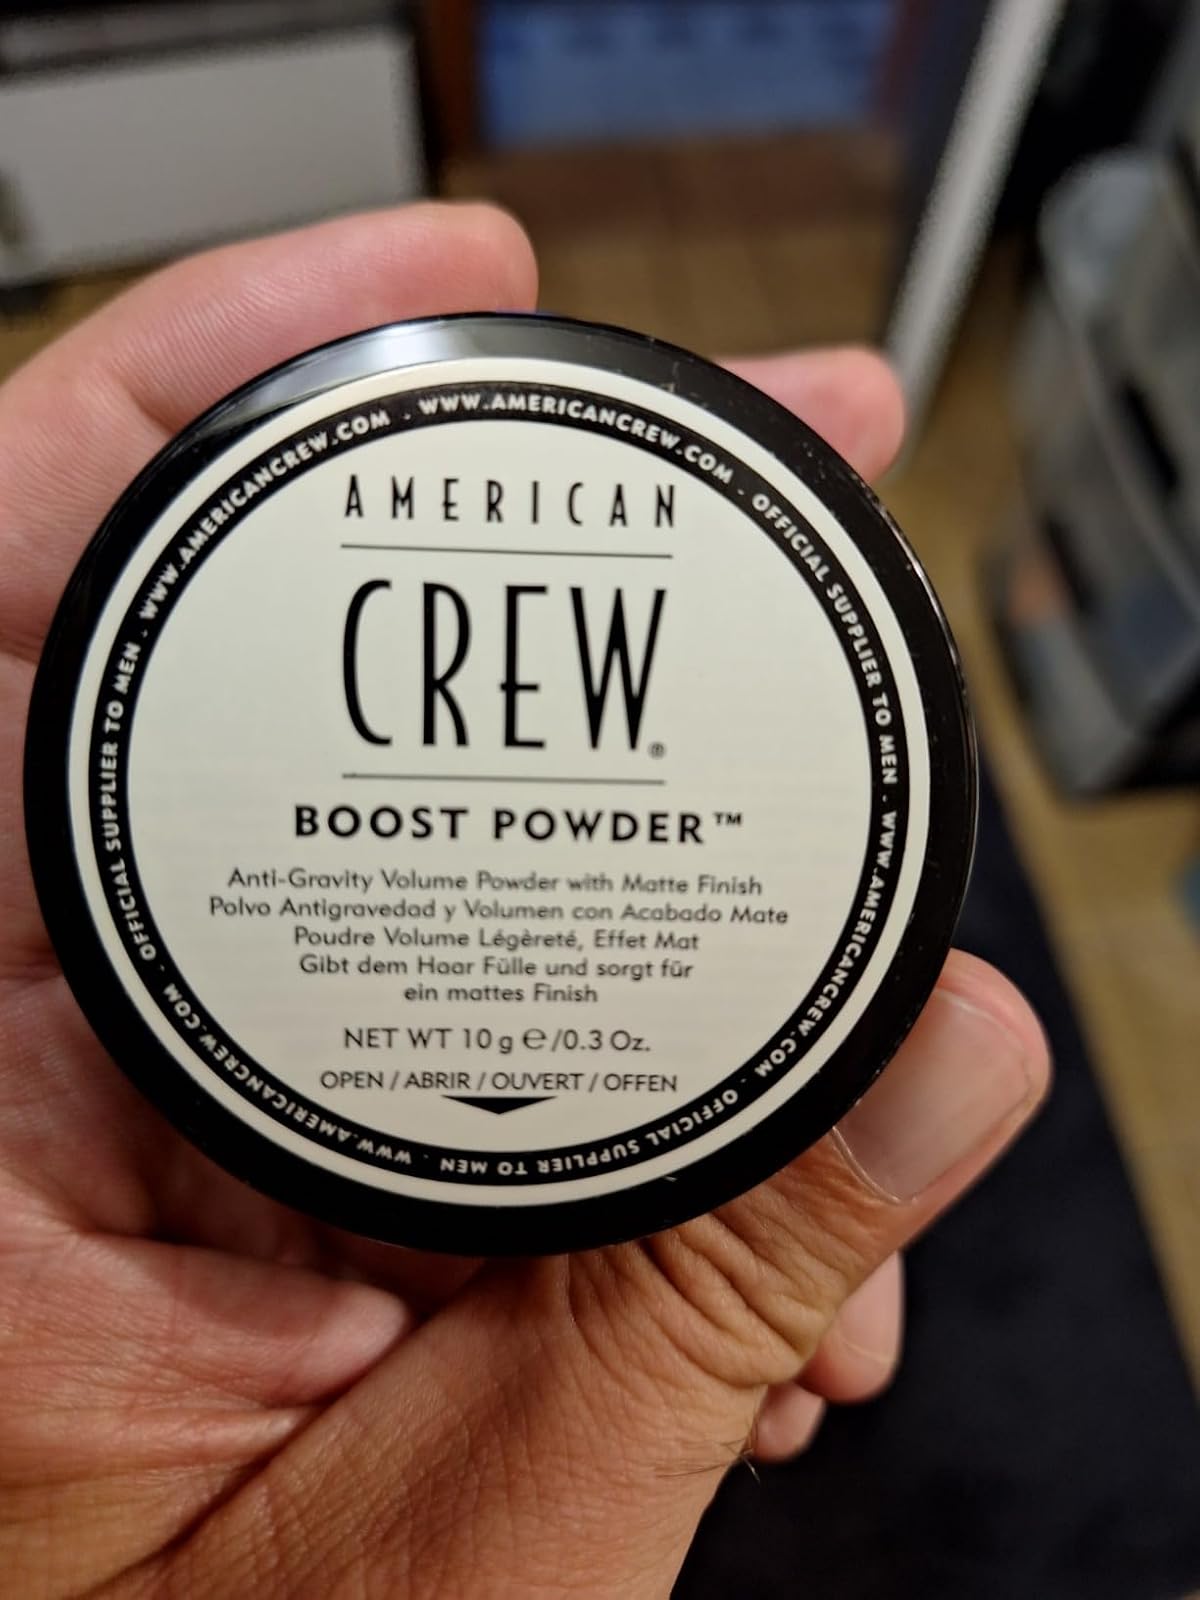 WWW.AMERICANCREW.COM . OFFICIAL SUPPLIER TO MEN . WWW.AMERICANCREW.COM . OFFICIAL SUPPLIER TO MEN . WWW.AMERICANCREW.COM . OFFICIAL SUPPLIER TO MEN . WWW.AMERICANCREW.COM .
AMERICAN
CREW®
BOOST POWDER™
Anti-Gravity Volume Powder with Matte Finish
Polvo Antigravedad y Volumen con Acabado Mate
Poudre Volume Légèreté, Effet Mat
Gibt dem Haar Fülle und sorgt für
ein mattes Finish
NET WT 10 g ℮/0.3 Oz.
OPEN / ABRIR / OUVERT / OFFEN